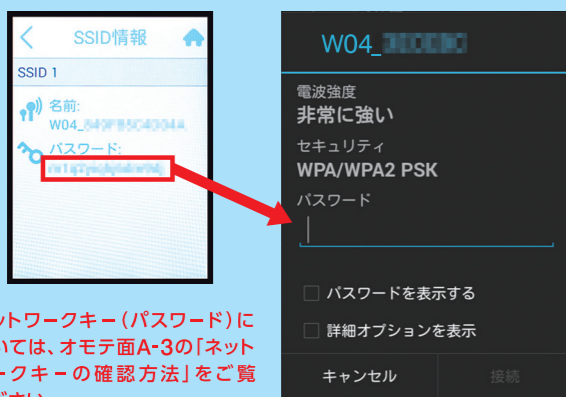 SSID情報
SSID 1
名前:
W04_
パスワード:
W04_
電波強度
非常に強い
セキュリティ
WPA/WPA2 PSK
パスワード
パスワードを表示する
詳細オプションを表示
キャンセル
接続
ットワークキー(パスワード)に
いては、オモテ面A-3の「ネット
ークキーの確認方法」をご覧
ださい